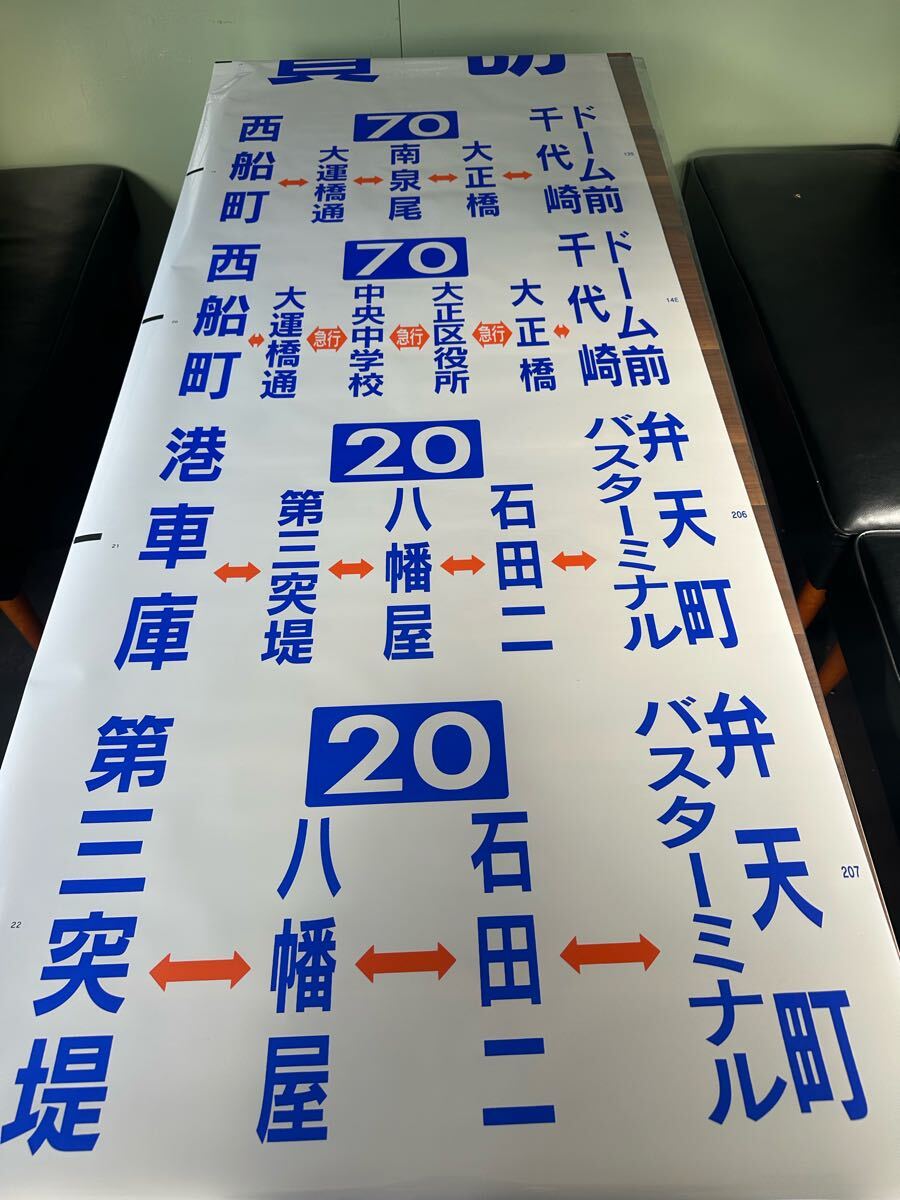 70
西船町
大運橋通
南泉尾
大正橋
ドーム前
千代崎
70
西船町
大運橋通
急行
中央中学校
急行
大正区役所
急行
大正橋
ドーム前
千代崎
14E
20
港車庫
第三突堤
八幡屋
石田二
弁天町
バスターミナル
21
206
20
第三突堤
八幡屋
石田二
弁天町
バスターミナル
22
207